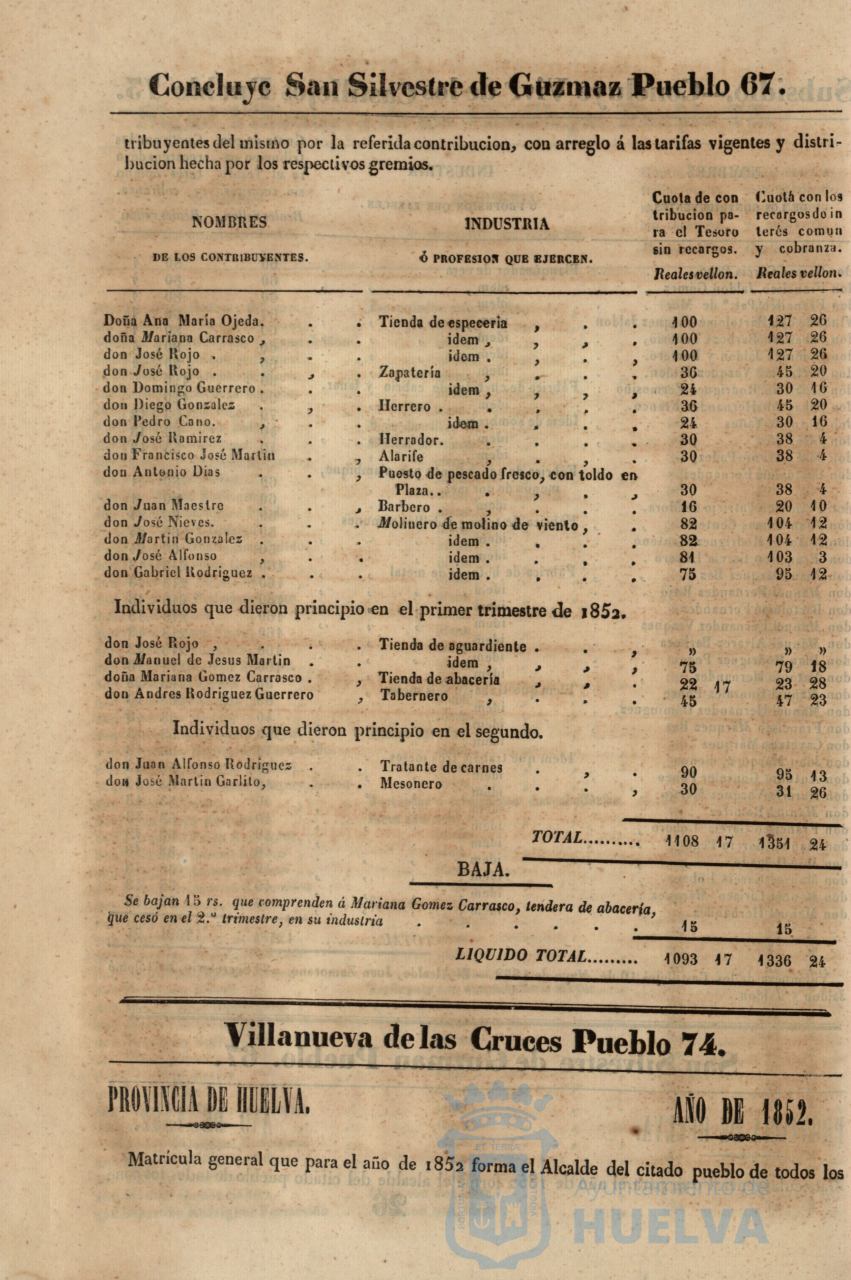 Concluye San Silvestre de Guzmaz Pueblo 67.
tribuyentes del mismo por la referida contribucion, con arreglo á las tarifas vigentes y distri-
bucion hecha por los respectivos gremios.
NOMBRES
DE LOS CONTRIBUYENTES.
INDUSTRIA
Ó PROFESION QUE EJERCEN.
Cuota de con
tribucion pa-
ra el Tesoro
sin recargos.
Reales vellon.
Cuota con los
recargos do in
terés comun
y cobranza.
Reales vellon.
Doña Ana María Ojeda. . . Tienda de especeria , . . 100 127 26
doña Mariana Carrasco , . . idem , , , . 100 127 26
don José Rojo . , . . idem . , . , 100 127 26
don José Rojo . . , . Zapatería , . . . 36 45 20
don Domingo Guerrero . . . idem , , , , 24 30 16
don Diego Gonzalez . , . Herrero . . . , . 36 45 20
don Pedro Cano. , . . idem . . . . 24 30 16
don José Ramirez . . . Herrador. . . . . 30 38 4
don Francisco José Martin . , Alarife , . , . 30 38 4
don Antonio Dias . . , Puesto de pescado fresco, con toldo en
Plaza.. . , . , 30 38 4
don Juan Maestre . . , Barbero . , . . . 16 20 10
don José Nieves. . . . Molinero de molino de viento, . . 82 104 12
don Martin Gonzalez . . . idem . . . . 82 104 12
don José Alfonso , . . idem . . . . 81 103 3
don Gabriel Rodriguez . . . idem . . . . 75 95 12
Individuos que dieron principio en el primer trimestre de 1852.
don José Rojo , . . . Tienda de aguardiente . . . , » » »
don Manuel de Jesus Martin . . idem , , , , 75 79 18
doña Mariana Gomez Carrasco . , Tienda de abacería , , . 22 17 23 28
don Andres Rodriguez Guerrero , Tabernero , . . . 45 47 23
Individuos que dieron principio en el segundo.
don Juan Alfonso Rodriguez . . Tratante de carnes . , . 90 95 13
don José Martin Garlito, . . Mesonero . . . , 30 31 26
TOTAL.......... 1108 17 1351 24
BAJA.
Se bajan 15 rs. que comprenden á Mariana Gomez Carrasco, tendera de abacería,
que cesó en el 2.º trimestre, en su industria . . . . . . 15 15
LIQUIDO TOTAL......... 1093 17 1336 24
Villanueva de las Cruces Pueblo 74.
PROVINCIA DE HUELVA. AÑO DE 1852.
Matrícula general que para el año de 1852 forma el Alcalde del citado pueblo de todos los
Ayuntamiento de
HUELVA